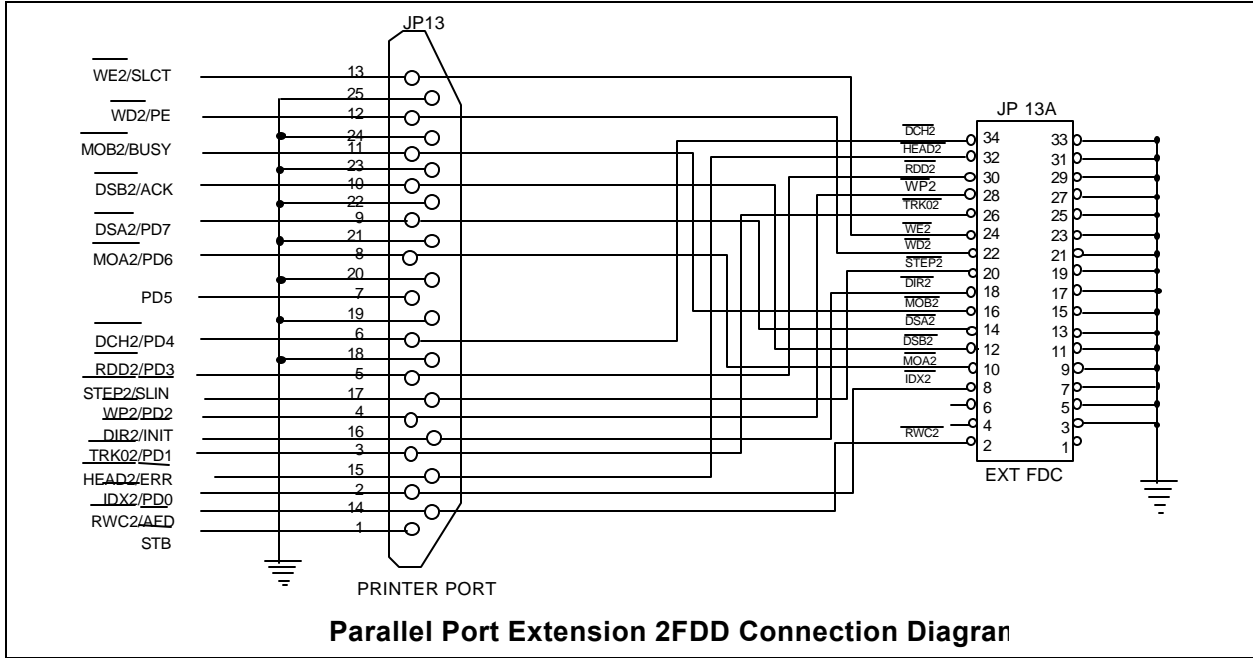 JP13
WE2/SLCT 13
25
WD2/PE 12
24
MOB2/BUSY 11
23
DSB2/ACK 10
22
DSA2/PD7 9
21
MOA2/PD6 8
20
PD5 7
19
DCH2/PD4 6
18
RDD2/PD3 5
STEP2/SLIN 17
WP2/PD2 4
DIR2/INIT 16
TRK02/PD1 3
HEAD2/ERR 15
IDX2/PD0 2
RWC2/AFD 14
STB 1
PRINTER PORT
JP 13A
DCH2 34 33
HEAD2 32 31
RDD2 30 29
WP2 28 27
TRK02 26 25
WE2 24 23
WD2 22 21
STEP2 20 19
DIR2 18 17
MOB2 16 15
DSA2 14 13
DSB2 12 11
MOA2 10 9
IDX2 8 7
6 5
4 3
RWC2 2 1
EXT FDC
Parallel Port Extension 2FDD Connection Diagran